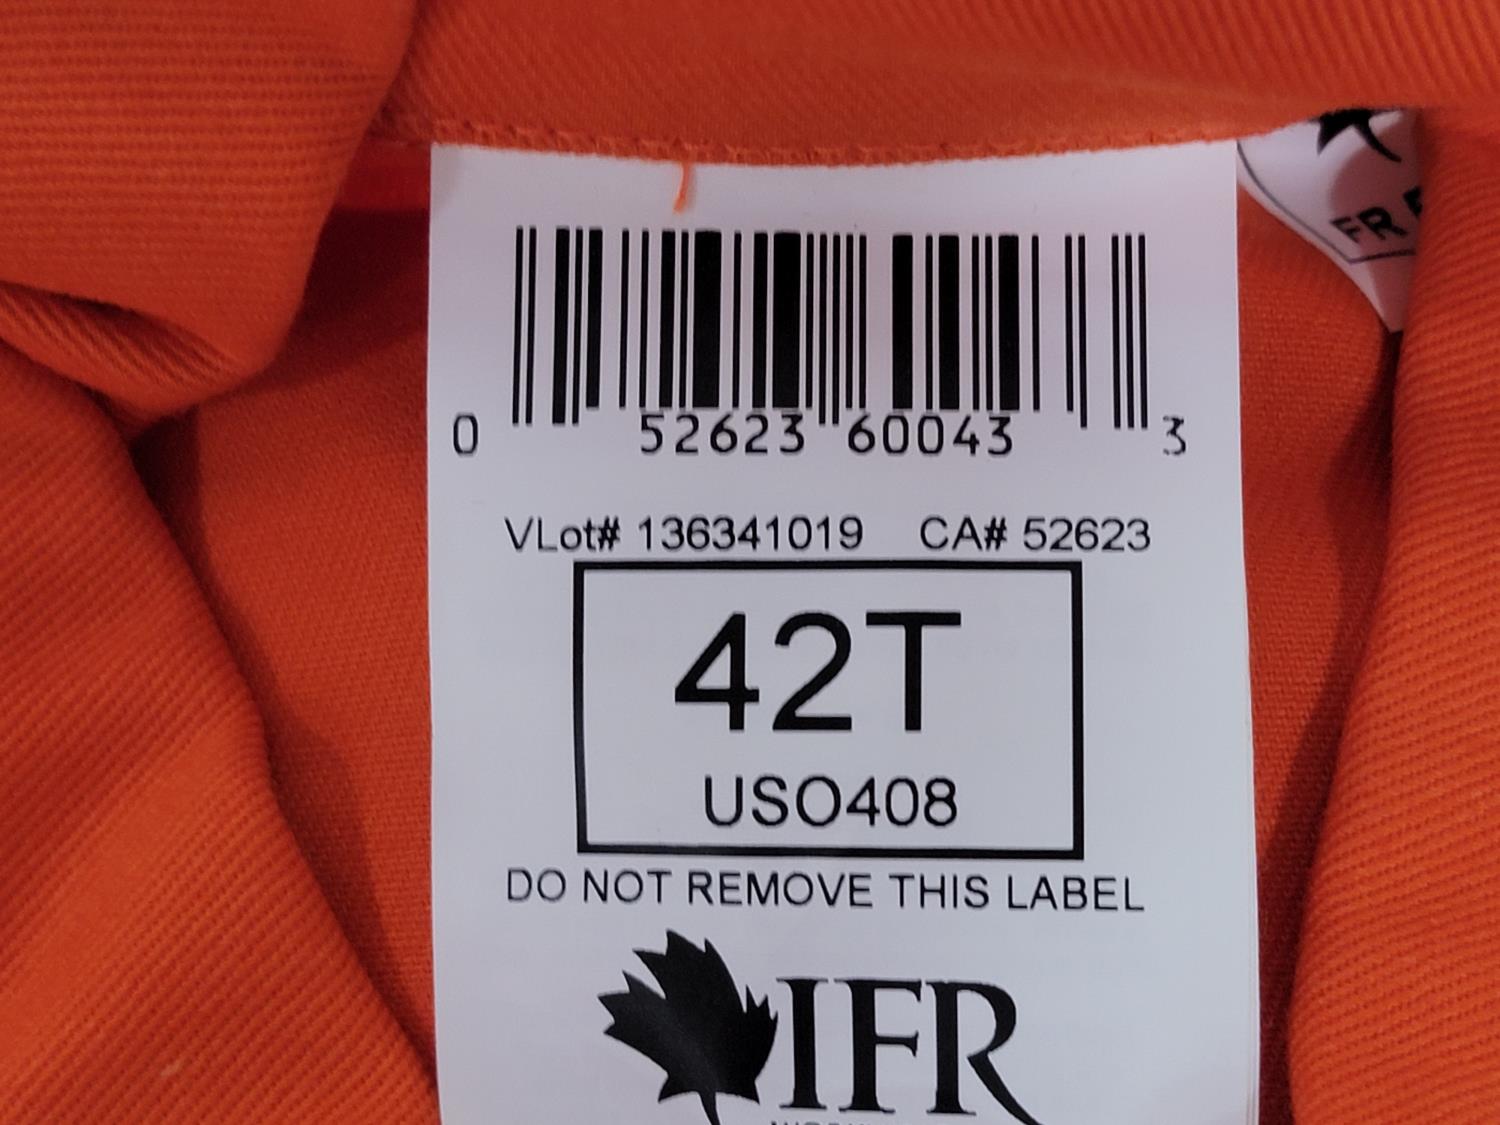 FR
0 52623 60043 3
VLot# 136341019 CA# 52623
42T
USO408
DO NOT REMOVE THIS LABEL
IFR